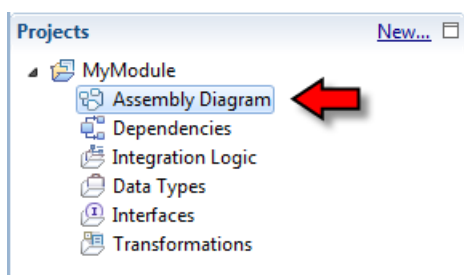 Projects New...
MyModule
Assembly Diagram
Dependencies
Integration Logic
Data Types
Interfaces
Transformations